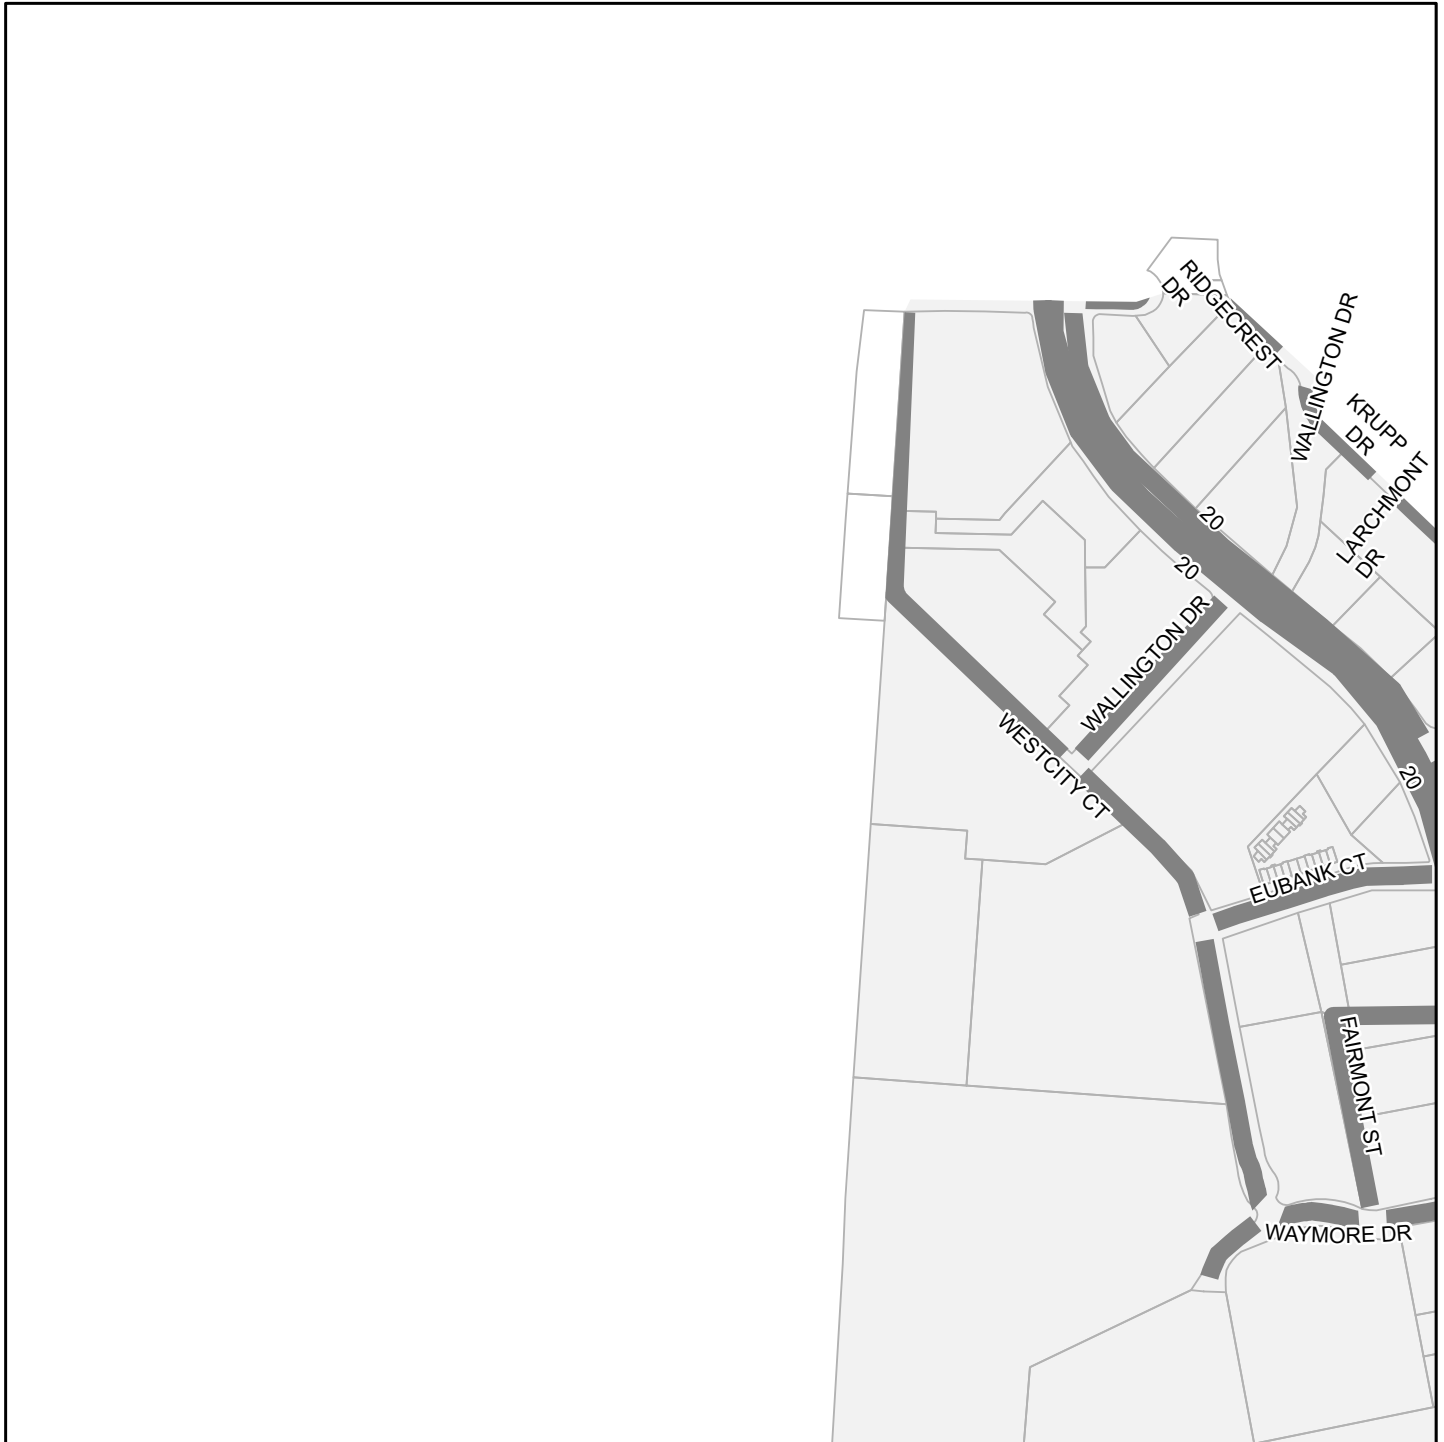 RIDGECREST
DR
WALLINGTON DR
KRUPP
DR
LARCHMONT
DR
20
20
WALLINGTON DR
WESTCITY CT
20
EUBANK CT
FAIRMONT ST
WAYMORE DR